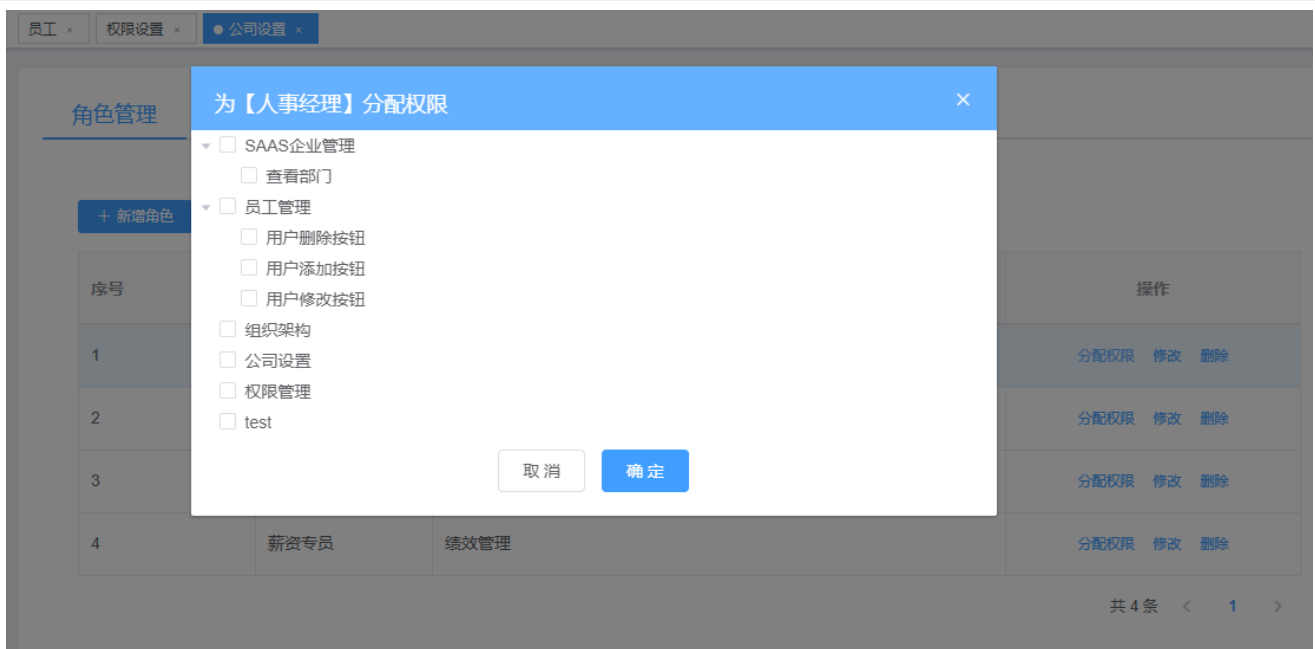 员工 × 权限设置 × 公司设置 ×
角色管理
为【人事经理】分配权限 ×
SAAS企业管理
查看部门
+ 新增角色
员工管理
用户删除按钮
用户添加按钮
用户修改按钮
组织架构
公司设置
权限管理
test
取消 确定
序号 操作
1 分配权限 修改 删除
2 分配权限 修改 删除
3 分配权限 修改 删除
4 薪资专员 绩效管理 分配权限 修改 删除
共 4 条 < 1 >